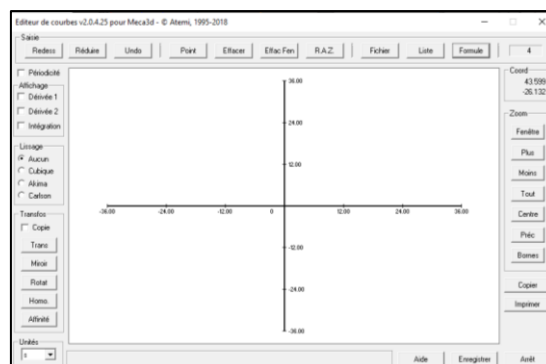 Editeur de courbes v2.0.4.25 pour Meca3d - © Atemi, 1995-2018
Saisie
Redess Réduire Undo Point Effacer Effac Fen R.A.Z. Fichier Liste Formule 4
Périodicité
Affichage
Dérivée 1
Dérivée 2
Intégration
Lissage
Aucun
Cubique
Akima
Carlson
Transfos
Copie
Trans
Miroir
Rotat
Homo.
Affinité
Unités
s
36.00
24.00
12.00
-36.00 -24.00 -12.00 0 12.00 24.00 36.00
-12.00
-24.00
-36.00
Coord
43.599
-26.132
Zoom
Fenêtre
Plus
Moins
Tout
Centre
Préc
Bornes
Copier
Imprimer
Aide Enregistrer Arrêt